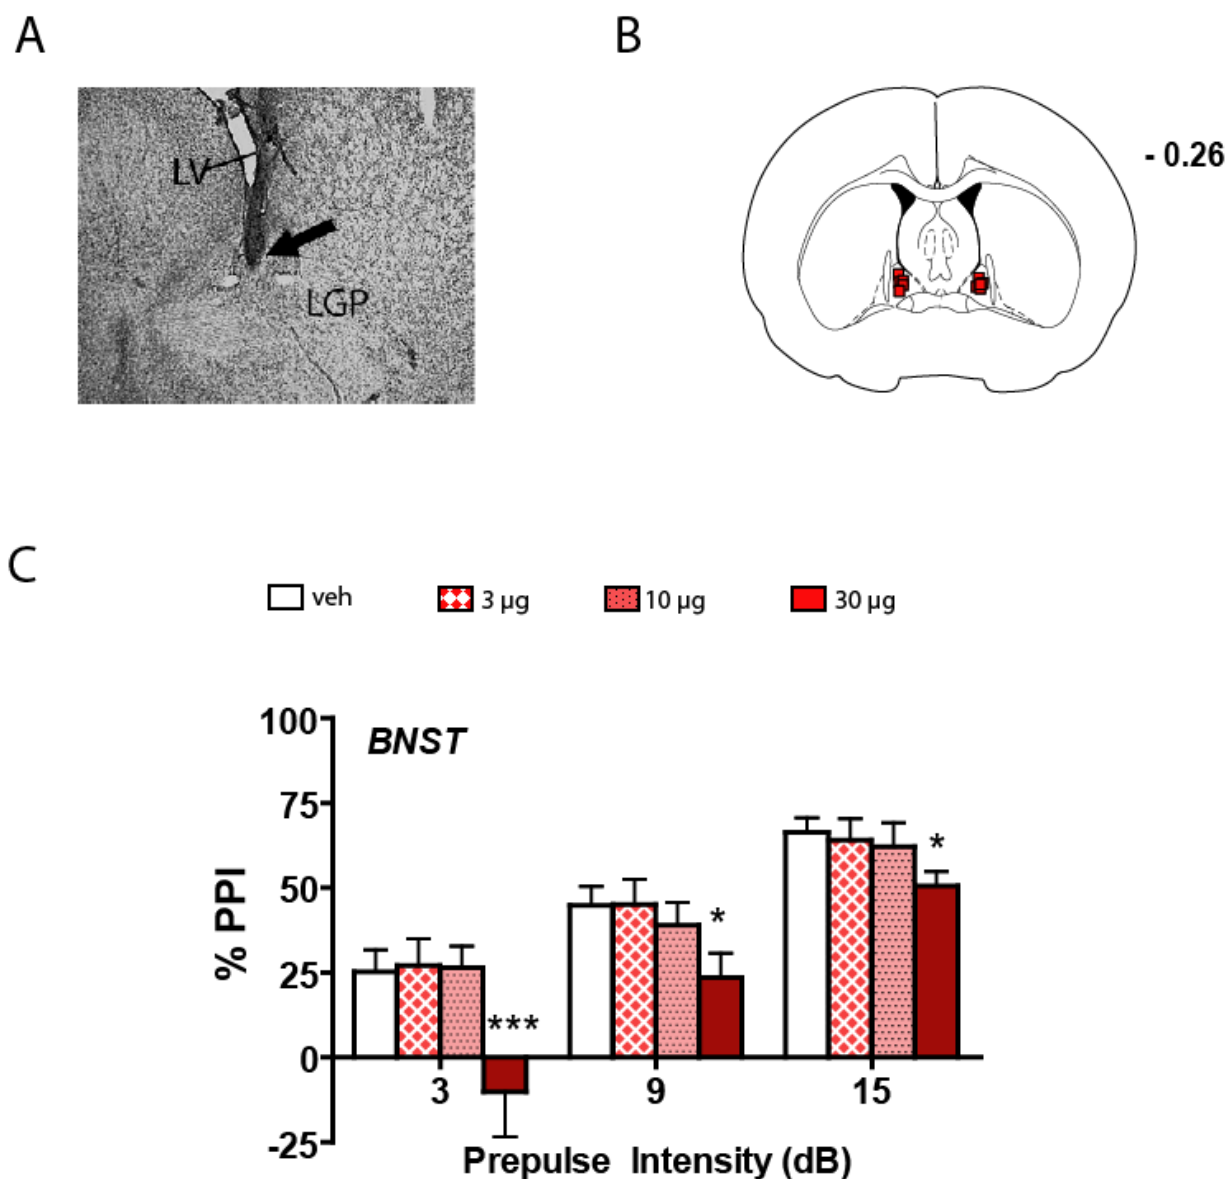 A
B
LV
LGP
- 0.26
C
veh
3 µg
10 µg
30 µg
100
BNST
75
50
25
0
-25
% PPI
***
*
*
3
9
15
Prepulse Intensity (dB)